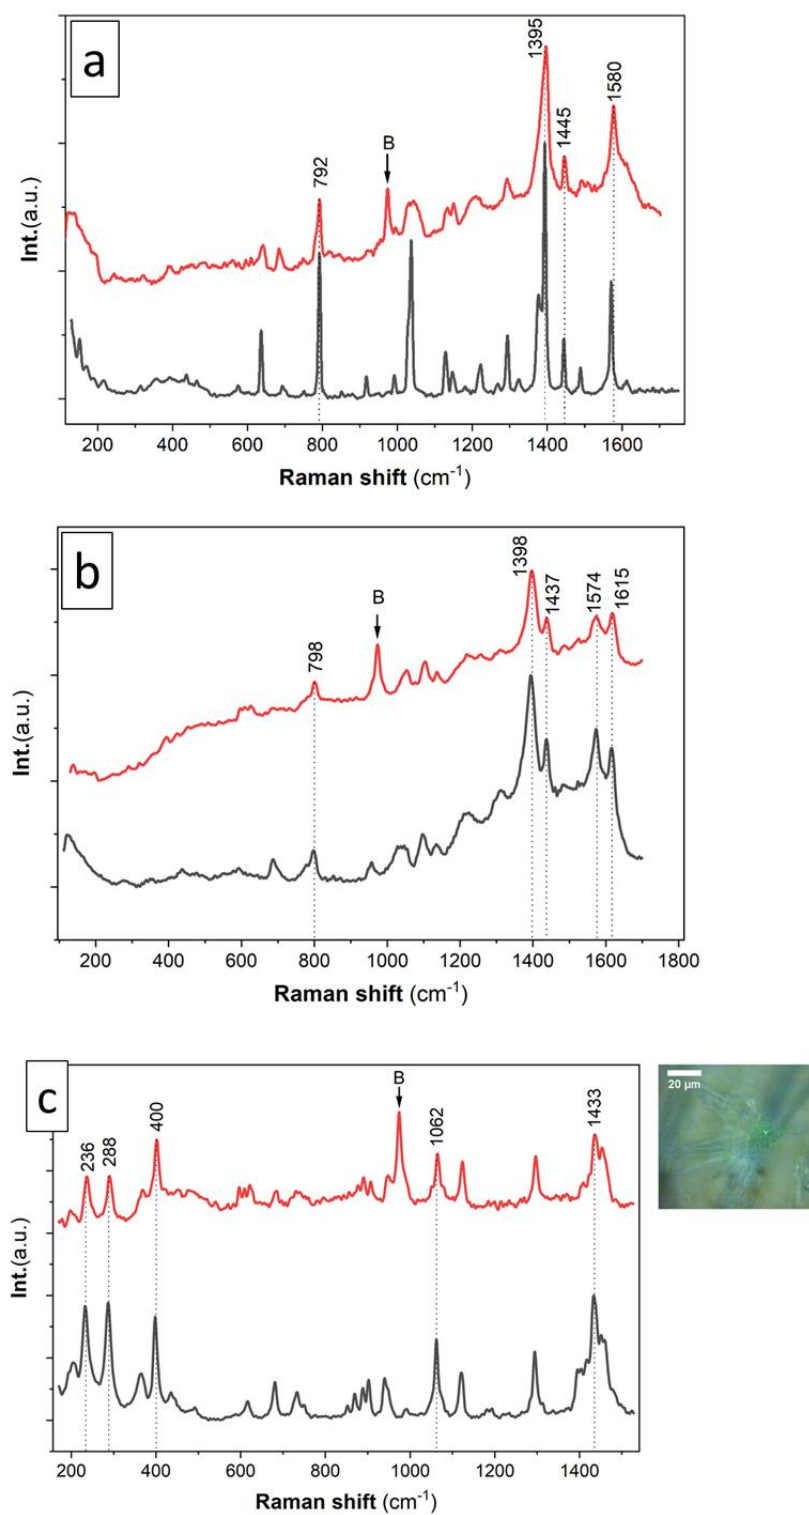 a
1395
1580
1445
B
792
Int.(a.u.)
200 400 600 800 1000 1200 1400 1600
Raman shift (cm⁻¹)
b
1398
1437
1574
1615
B
798
Int.(a.u.)
200 400 600 800 1000 1200 1400 1600 1800
Raman shift (cm⁻¹)
c
B
400
1062
1433
236
288
20 µm
Int.(a.u.)
200 400 600 800 1000 1200 1400
Raman shift (cm⁻¹)